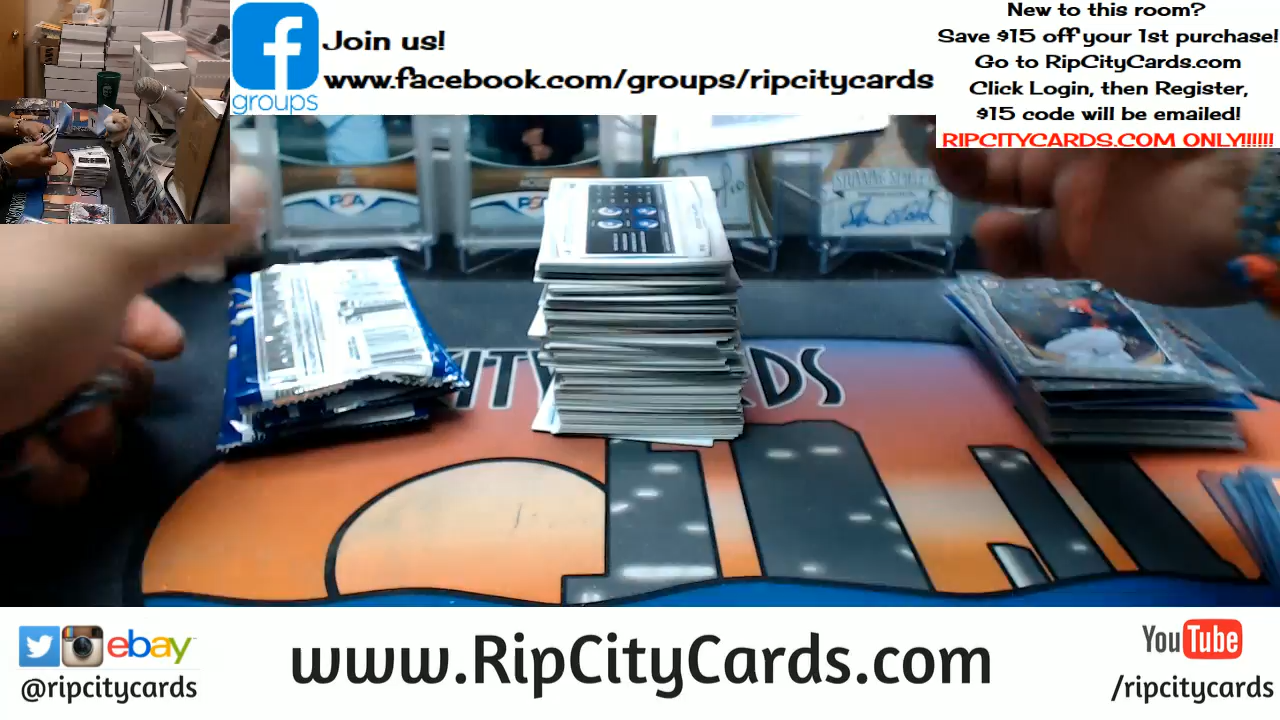 Join us!
www.facebook.com/groups/ripcitycards
groups
New to this room?
Save $15 off your 1st purchase!
Go to RipCityCards.com
Click Login, then Register,
$15 code will be emailed!
RIPCITYCARDS.COM ONLY!!!!!!
PSA
CITY
RDS
ebay
@ripcitycards
www.RipCityCards.com
YouTube
/ripcitycards